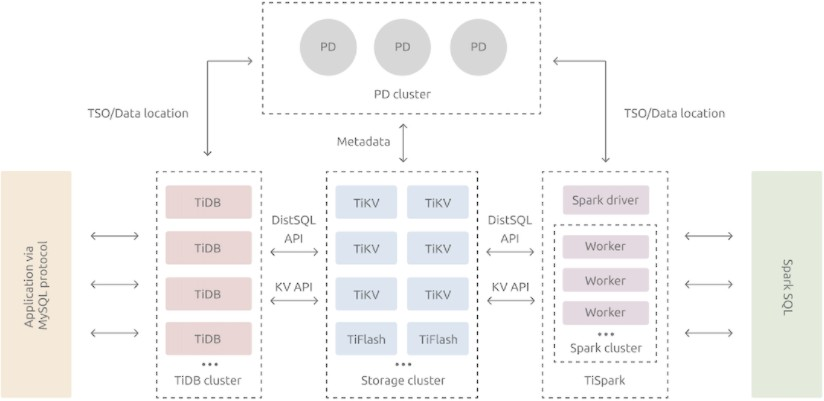 PD
PD
PD
PD cluster
TSO/Data location
TSO/Data location
Metadata
Application via
MySQL protocol
TiDB
TiDB
TiDB
TiDB
•••
TiDB cluster
DistSQL
API
KV API
TiKV
TiKV
TiKV
TiKV
TiKV
TiKV
TiFlash
TiFlash
•••
Storage cluster
DistSQL
API
KV API
Spark driver
Worker
Worker
Worker
•••
Spark cluster
TiSpark
Spark SQL